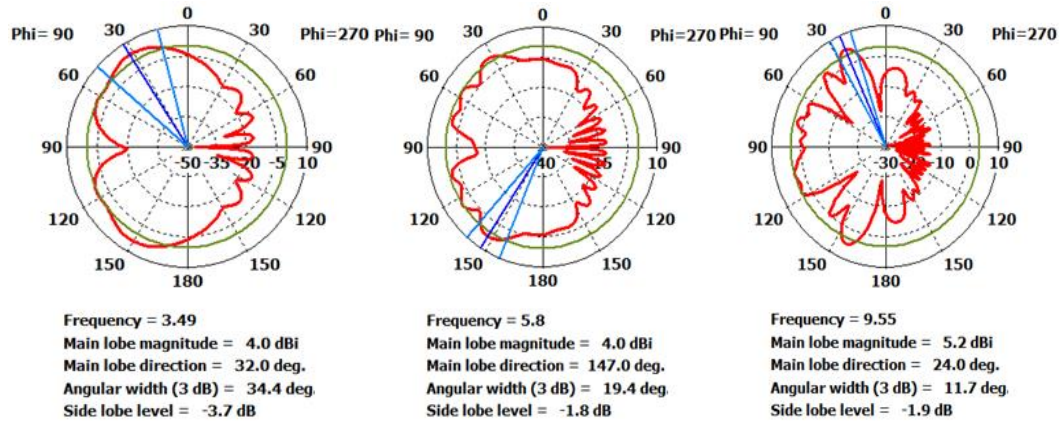 0 0 0
Phi= 90 30 30 Phi=270 Phi= 90 30 30 Phi=270 Phi= 90 30 30 Phi=270
60 60 60 60 60 60
90 -50 -35 -20 -5 10 90 90 -40 -15 10 90 90 -30 -10 0 10 90
120 120 120 120 120 120
150 150 150 150 150 150
180 180 180
Frequency = 3.49
Main lobe magnitude = 4.0 dBi
Main lobe direction = 32.0 deg.
Angular width (3 dB) = 34.4 deg.
Side lobe level = -3.7 dB
Frequency = 5.8
Main lobe magnitude = 4.0 dBi
Main lobe direction = 147.0 deg.
Angular width (3 dB) = 19.4 deg.
Side lobe level = -1.8 dB
Frequency = 9.55
Main lobe magnitude = 5.2 dBi
Main lobe direction = 24.0 deg.
Angular width (3 dB) = 11.7 deg.
Side lobe level = -1.9 dB